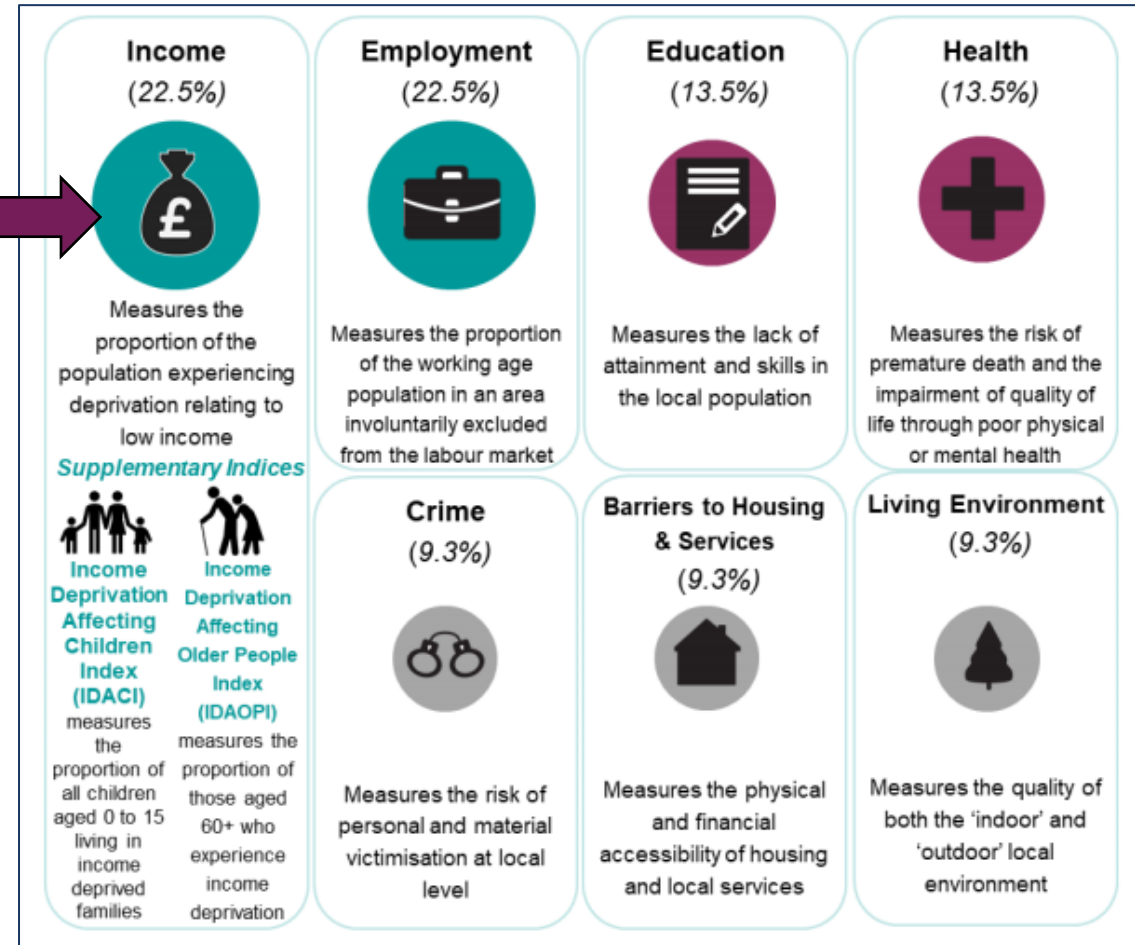 Income
(22.5%)
£
Measures the
proportion of the
population experiencing
deprivation relating to
low income
Supplementary Indices
Income
Deprivation
Affecting
Children
Index
(IDACI)
measures
the
proportion of
all children
aged 0 to 15
living in
income
deprived
families
Income
Deprivation
Affecting
Older People
Index
(IDAOPI)
measures the
proportion of
those aged
60+ who
experience
income
deprivation
Employment
(22.5%)
Measures the proportion
of the working age
population in an area
involuntarily excluded
from the labour market
Education
(13.5%)
Measures the lack of
attainment and skills in
the local population
Health
(13.5%)
Measures the risk of
premature death and the
impairment of quality of
life through poor physical
or mental health
Crime
(9.3%)
Measures the risk of
personal and material
victimisation at local
level
Barriers to Housing
& Services
(9.3%)
Measures the physical
and financial
accessibility of housing
and local services
Living Environment
(9.3%)
Measures the quality of
both the ‘indoor’ and
‘outdoor’ local
environment